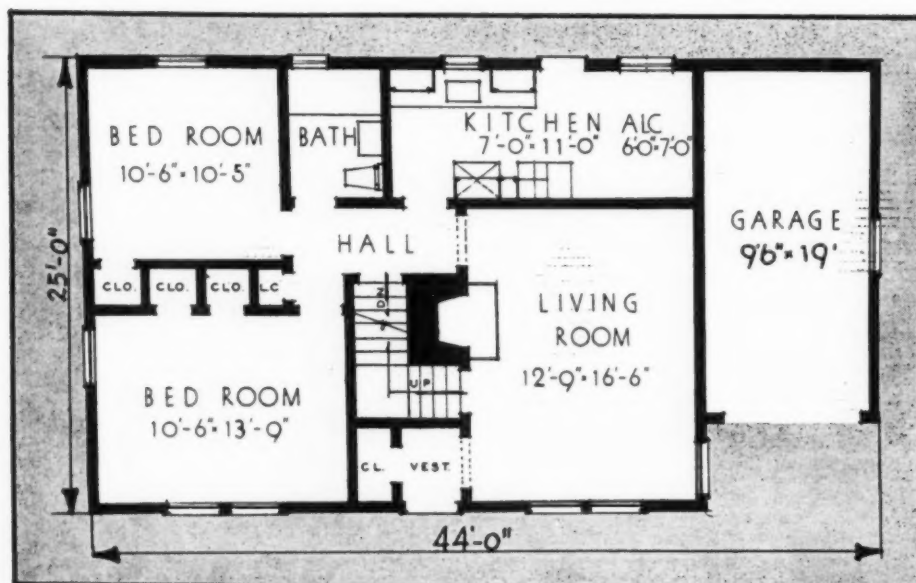 BED ROOM
10'-6"=10'-5"
BATH
KITCHEN ALC
7'-0"=11'-0" 6'-0"=7'-0"
GARAGE
9'6"=19'
HALL
25'-0"
CLO. CLO. CLO. L.C.
DN
LIVING
ROOM
12'-9"=16'-6"
BED ROOM
10'-6"=13'-9"
UP
CL. VEST.
44'-0"